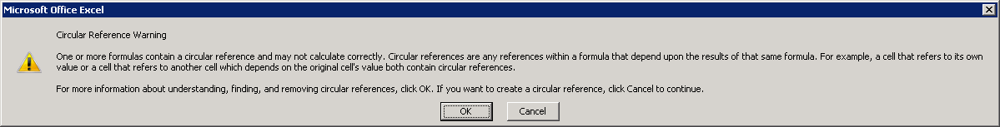 Microsoft Office Excel
Circular Reference Warning
One or more formulas contain a circular reference and may not calculate correctly. Circular references are any references within a formula that depend upon the results of that same formula. For example, a cell that refers to its own
value or a cell that refers to another cell which depends on the original cell's value both contain circular references.
For more information about understanding, finding, and removing circular references, click OK. If you want to create a circular reference, click Cancel to continue.
OK Cancel